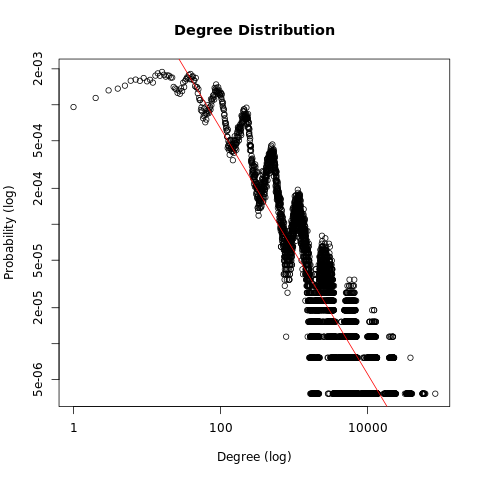 Degree Distribution
Probability (log)
2e-03
5e-04
2e-04
5e-05
2e-05
5e-06
1
100
10000
Degree (log)